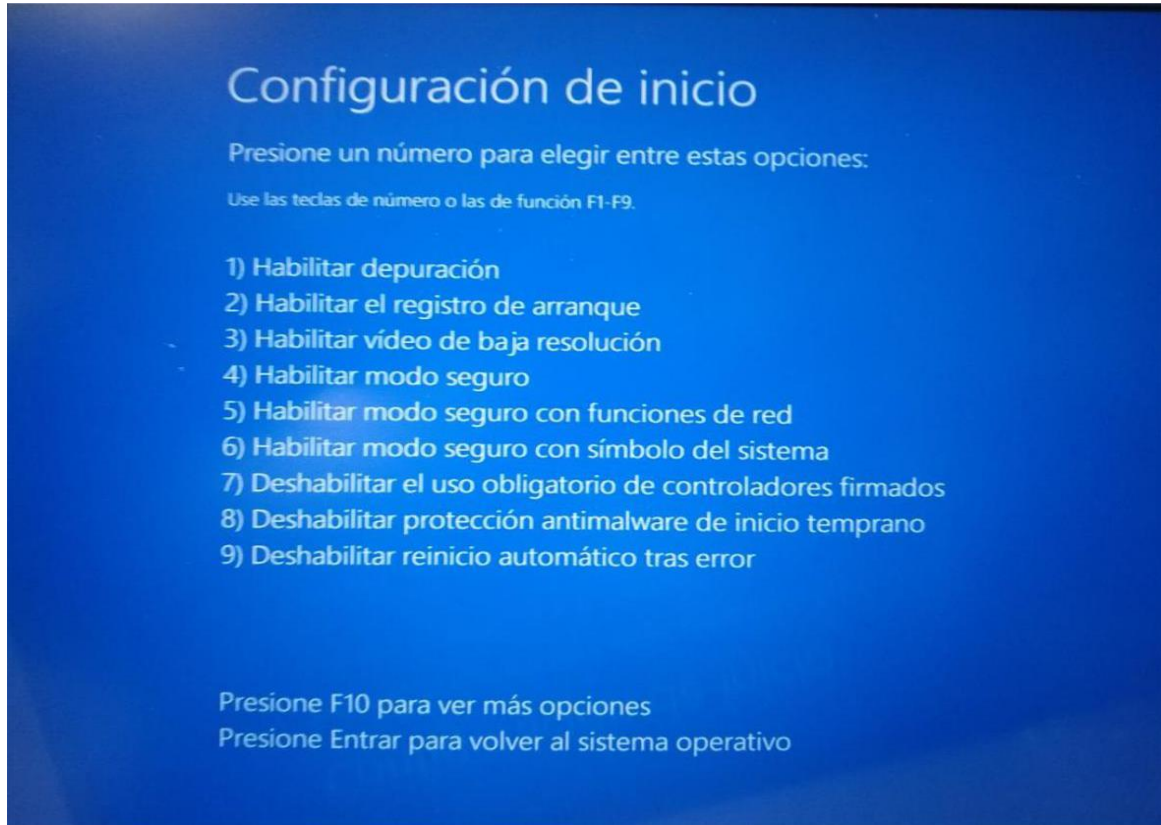 Configuración de inicio
Presione un número para elegir entre estas opciones:
Use las teclas de número o las de función F1-F9.
1) Habilitar depuración
2) Habilitar el registro de arranque
3) Habilitar vídeo de baja resolución
4) Habilitar modo seguro
5) Habilitar modo seguro con funciones de red
6) Habilitar modo seguro con símbolo del sistema
7) Deshabilitar el uso obligatorio de controladores firmados
8) Deshabilitar protección antimalware de inicio temprano
9) Deshabilitar reinicio automático tras error
Presione F10 para ver más opciones
Presione Entrar para volver al sistema operativo